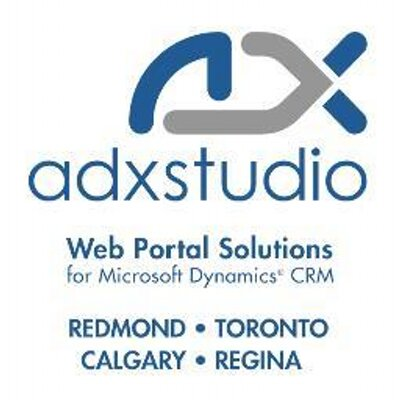 adxstudio
Web Portal Solutions
for Microsoft Dynamics® CRM
REDMOND • TORONTO
CALGARY • REGINA